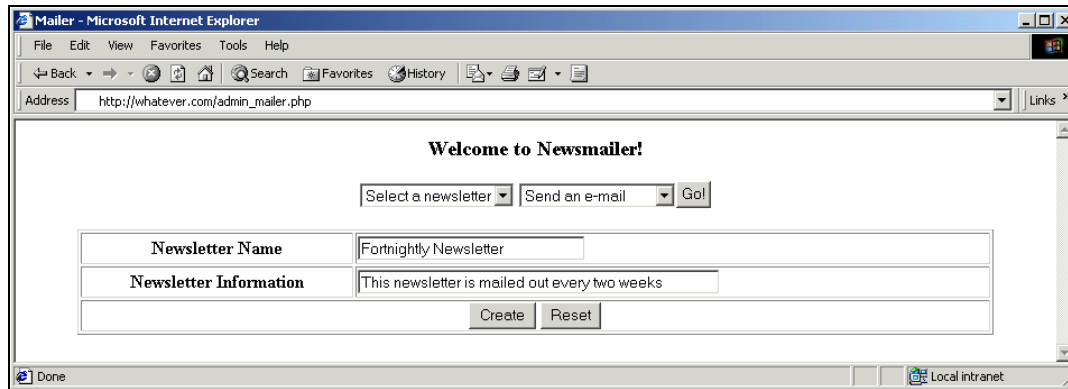 Mailer - Microsoft Internet Explorer
File Edit View Favorites Tools Help
Back Search Favorites History
Address http://whatever.com/admin_mailer.php Links »
Welcome to Newsmailer!
Select a newsletter Send an e-mail Go!
Newsletter Name Fortnightly Newsletter
Newsletter Information This newsletter is mailed out every two weeks
Create Reset
Done Local intranet